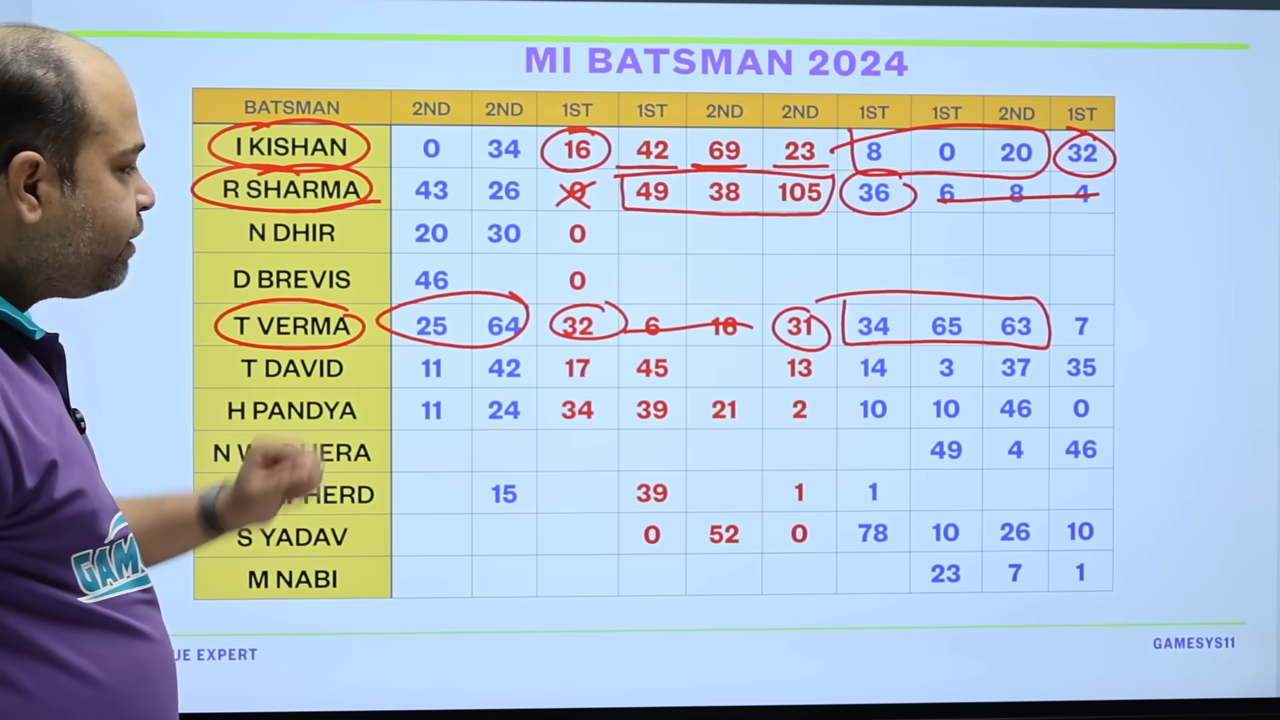 MI BATSMAN 2024
BATSMAN 2ND 2ND 1ST 1ST 2ND 2ND 1ST 1ST 2ND 1ST
I KISHAN 0 34 16 42 69 23 8 0 20 32
R SHARMA 43 26 0 49 38 105 36 6 8 4
N DHIR 20 30 0
D BREVIS 46 0
T VERMA 25 64 32 6 31 34 65 63 7
T DAVID 11 42 17 45 13 14 3 37 35
H PANDYA 11 24 34 39 21 2 10 10 46 0
N 49 4 46
15 39 1 1
S YADAV 0 52 0 78 10 26 10
M NABI 23 7 1
EXPERT
GAMESYS11